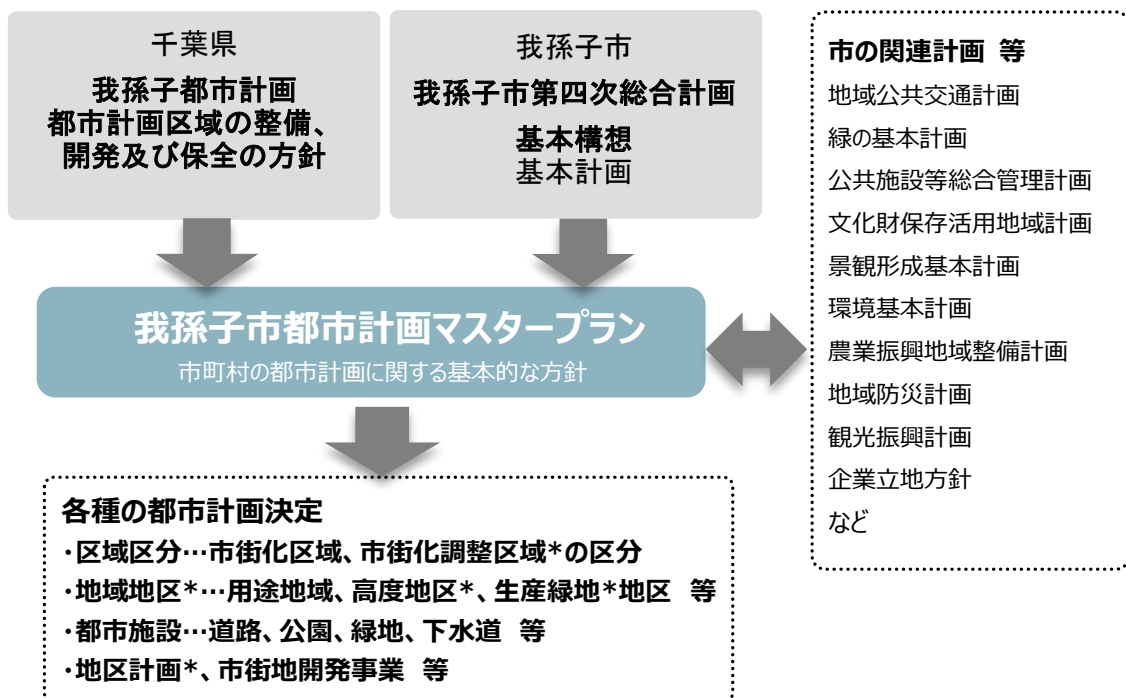 千葉県
我孫子都市計画
都市計画区域の整備、
開発及び保全の方針
我孫子市
我孫子市第四次総合計画
基本構想
基本計画
我孫子市都市計画マスタープラン
市町村の都市計画に関する基本的な方針
各種の都市計画決定
・区域区分…市街化区域、市街化調整区域*の区分
・地域地区*…用途地域、高度地区*、生産緑地*地区 等
・都市施設…道路、公園、緑地、下水道 等
・地区計画*、市街地開発事業 等
市の関連計画 等
地域公共交通計画
緑の基本計画
公共施設等総合管理計画
文化財保存活用地域計画
景観形成基本計画
環境基本計画
農業振興地域整備計画
地域防災計画
観光振興計画
企業立地方針
など